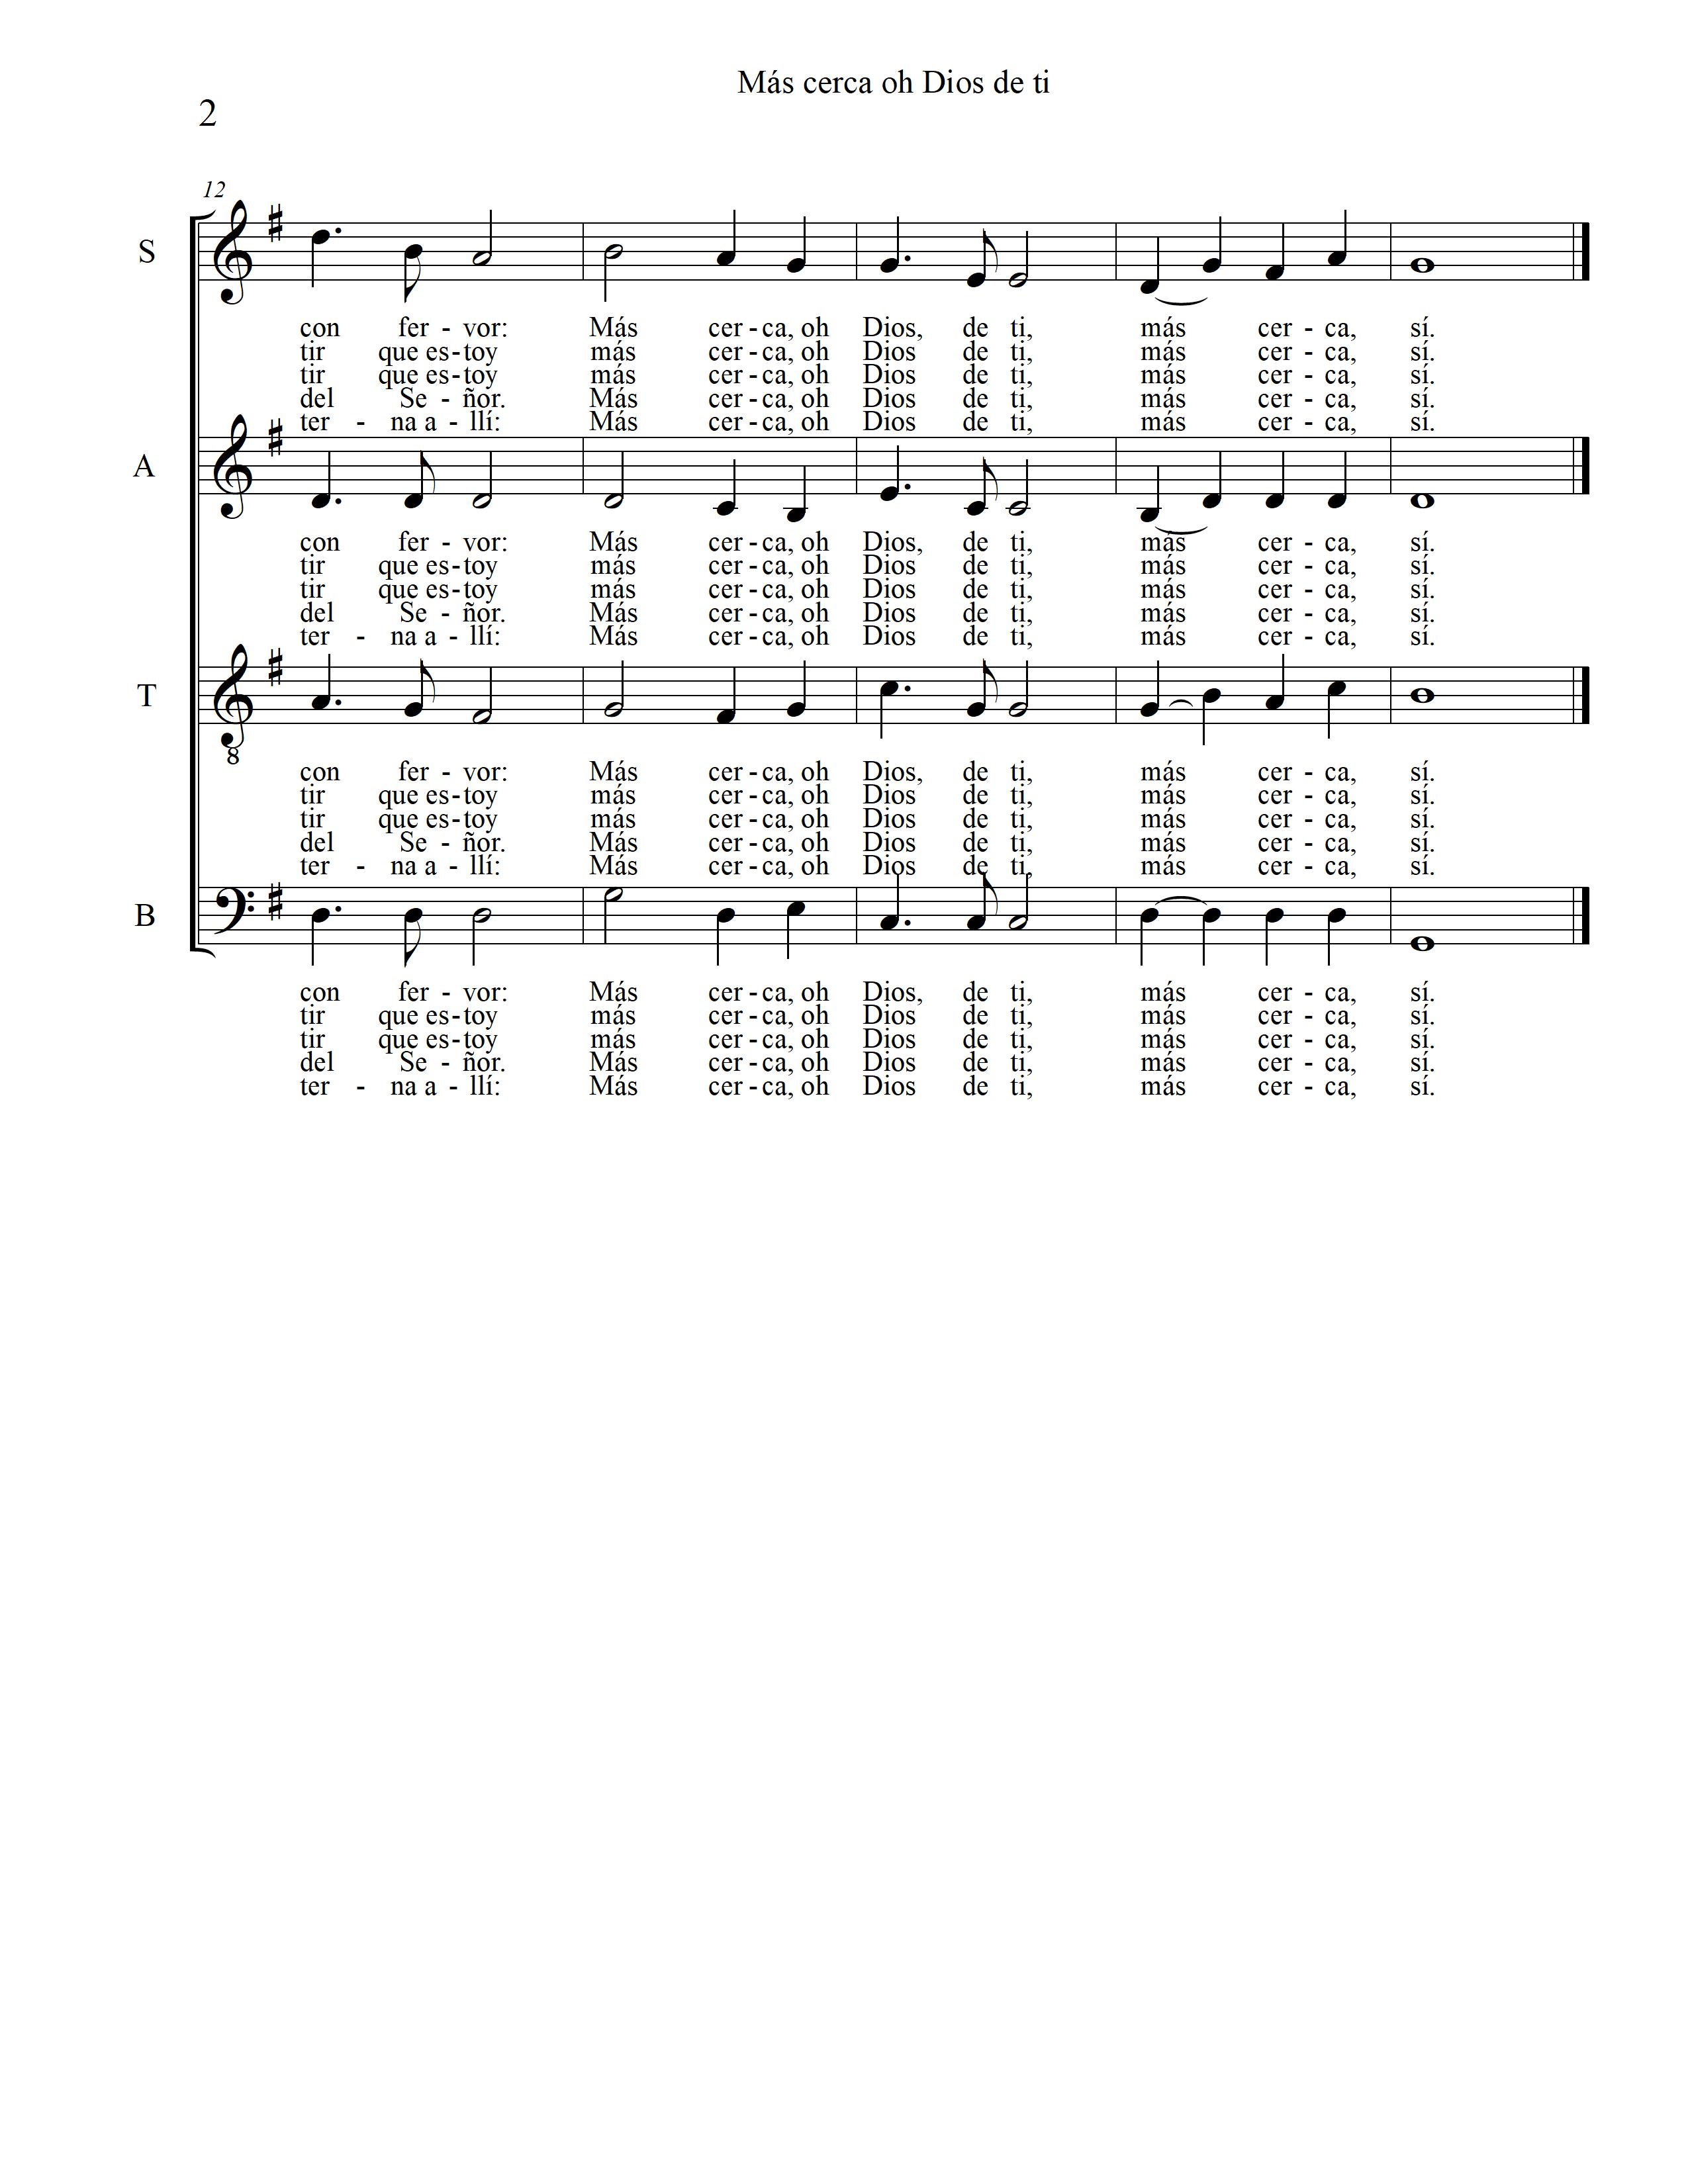 Más cerca oh Dios de ti
2
12
S
con fer - vor: Más cer - ca, oh Dios, de ti, más cer - ca, sí.
tir que es - toy más cer - ca, oh Dios de ti, más cer - ca, sí.
tir que es - toy más cer - ca, oh Dios de ti, más cer - ca, sí.
del Se - ñor. Más cer - ca, oh Dios de ti, más cer - ca, sí.
ter - na a - llí: Más cer - ca, oh Dios de ti, más cer - ca, sí.
A
con fer - vor: Más cer - ca, oh Dios, de ti, más cer - ca, sí.
tir que es - toy más cer - ca, oh Dios de ti, más cer - ca, sí.
tir que es - toy más cer - ca, oh Dios de ti, más cer - ca, sí.
del Se - ñor. Más cer - ca, oh Dios de ti, más cer - ca, sí.
ter - na a - llí: Más cer - ca, oh Dios de ti, más cer - ca, sí.
T
8
con fer - vor: Más cer - ca, oh Dios, de ti, más cer - ca, sí.
tir que es - toy más cer - ca, oh Dios de ti, más cer - ca, sí.
tir que es - toy más cer - ca, oh Dios de ti, más cer - ca, sí.
del Se - ñor. Más cer - ca, oh Dios de ti, más cer - ca, sí.
ter - na a - llí: Más cer - ca, oh Dios de ti, más cer - ca, sí.
B
con fer - vor: Más cer - ca, oh Dios, de ti, más cer - ca, sí.
tir que es - toy más cer - ca, oh Dios de ti, más cer - ca, sí.
tir que es - toy más cer - ca, oh Dios de ti, más cer - ca, sí.
del Se - ñor. Más cer - ca, oh Dios de ti, más cer - ca, sí.
ter - na a - llí: Más cer - ca, oh Dios de ti, más cer - ca, sí.